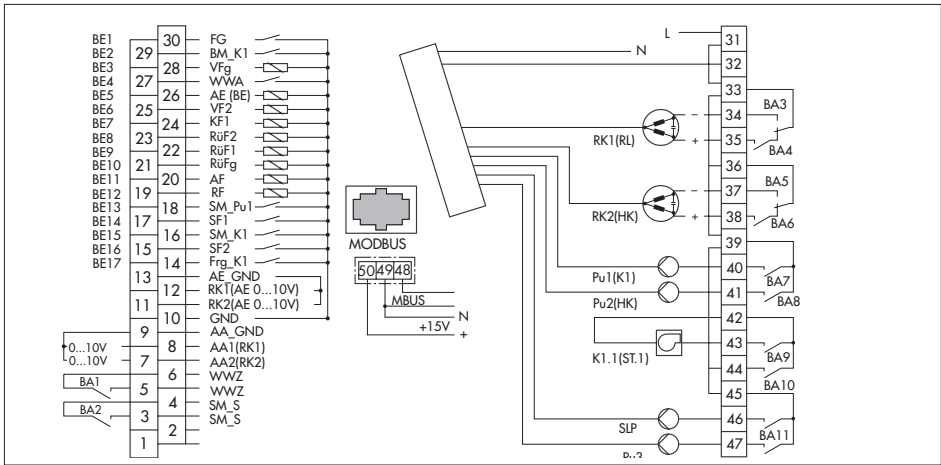 BE1 30 FG
BE2 29 BM_K1
BE3 28 VFg
BE4 27 WWA
BE5 26 AE (BE)
BE6 25 VF2
BE7 24 KF1
BE8 23 RüF2
BE9 22 RüF1
BE10 21 RüFg
BE11 20 AF
BE12 19 RF
BE13 18 SM_Pu1
BE14 17 SF1
BE15 16 SM_K1
BE16 15 SF2
BE17 14 Frg_K1
13 AE_GND
12 RK1(AE 0...10V)
11 RK2(AE 0...10V)
10 GND
9 AA_GND
0...10V 8 AA1(RK1)
0...10V 7 AA2(RK2)
6 WWZ
BA1 5 WWZ
4 SM_S
BA2 3 SM_S
2
1
MODBUS
50 49 48
MBUS
N
+15V +
L 31
N
32
33
BA3
34 −
RK1(RL)
35 +
BA4
36
BA5
37 −
RK2(HK)
38 +
BA6
39
40
Pu1(K1)
BA7
41
Pu2(HK)
BA8
42
43
K1.1(ST.1)
BA9
44
BA10
45
46
SLP
BA11
47
Pu3